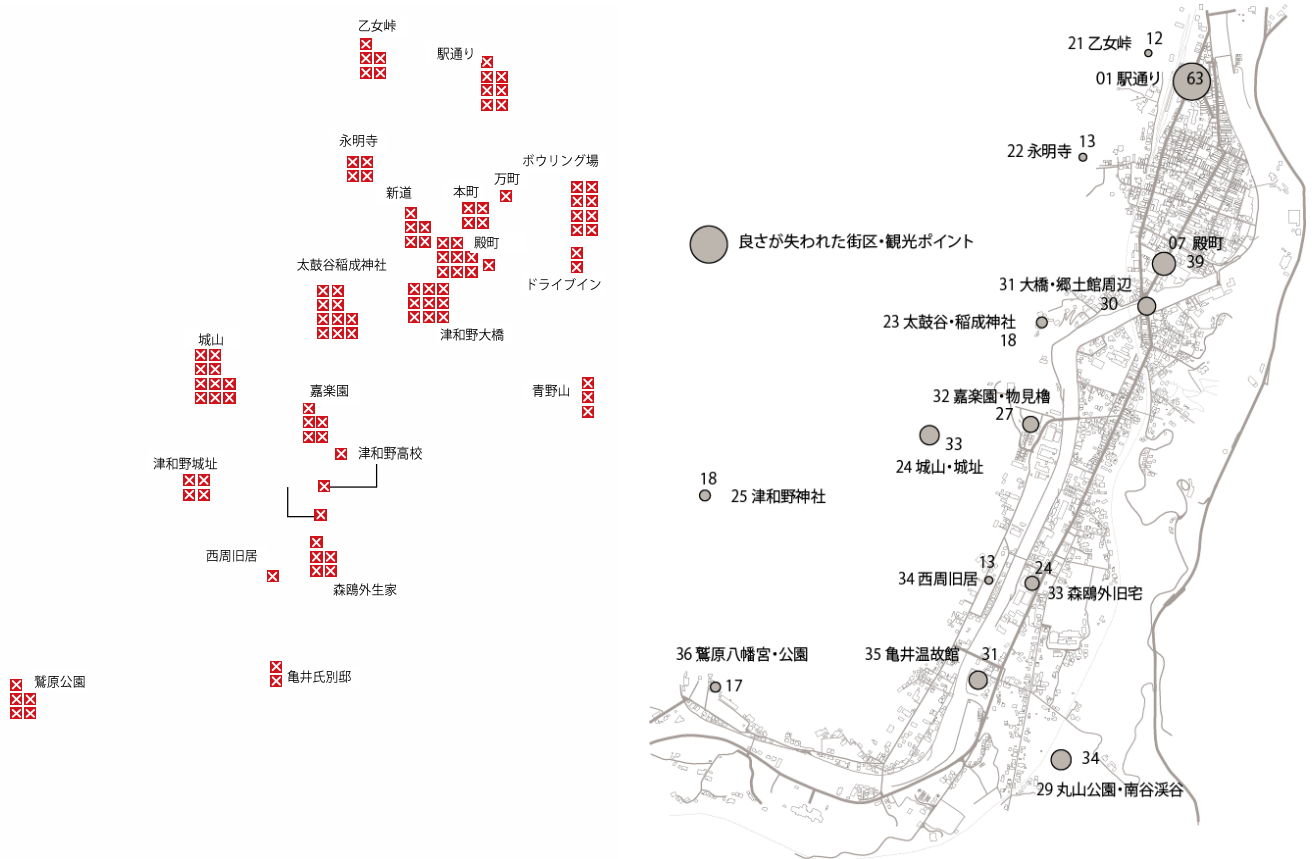 乙女峠
駅通り
永明寺
ボウリング場
万町
新道
本町
殿町
太鼓谷稲成神社
ドライブイン
津和野大橋
城山
嘉楽園
青野山
津和野高校
津和野城址
西周旧居
森鴎外生家
亀井氏別邸
鷲原公園
21 乙女峠 12
01 駅通り 63
22 永明寺 13
良さが失われた街区・観光ポイント
07 殿町
39
31 大橋・郷土館周辺
30
23 太鼓谷・稲成神社
18
32 嘉楽園・物見櫓
27
33
24 城山・城址
18
25 津和野神社
13
34 西周旧居
24
33 森鴎外旧宅
36 鷲原八幡宮・公園
17
35 亀井温故館 31
34
29 丸山公園・南谷渓谷